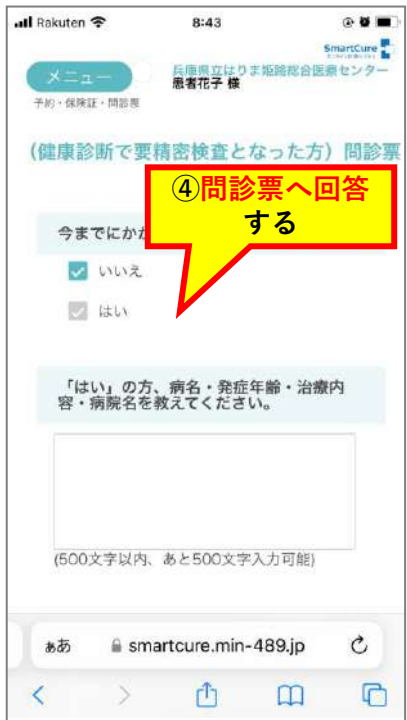 Rakuten
8:43
SmartCure
メニュー
予約・保険証・問診票
兵庫県立はりま姫路総合医療センター
患者花子 様
(健康診断で要精密検査となった方) 問診票
④問診票へ回答
する
今までにかか
いいえ
はい
「はい」の方、病名・発症年齢・治療内
容・病院名を教えてください。
(500文字以内、あと500文字入力可能)
ぁあ
smartcure.min-489.jp